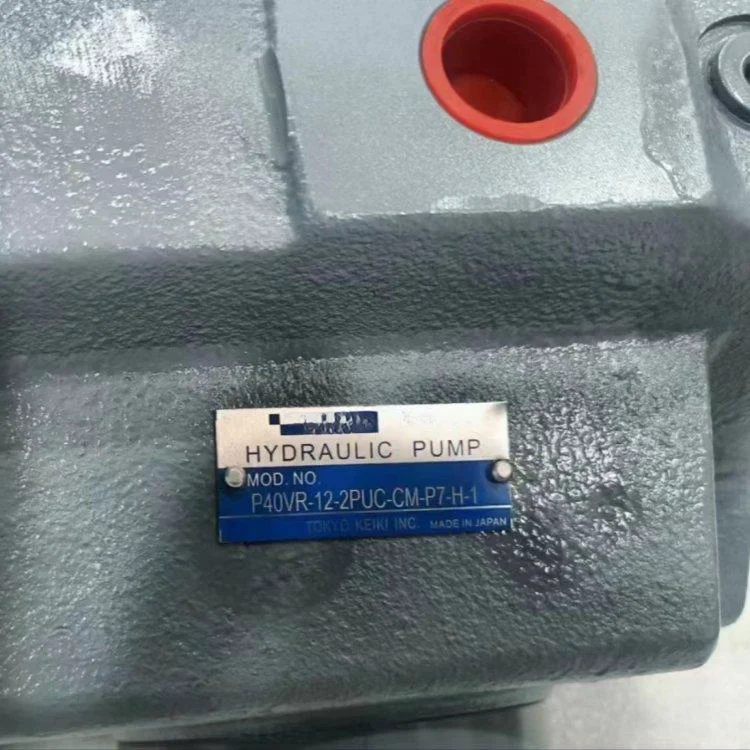 HYDRAULIC PUMP
MOD. NO.
P40VR-12-2PUC-CM-P7-H-1
TOKYO KEIKI INC. MADE IN JAPAN